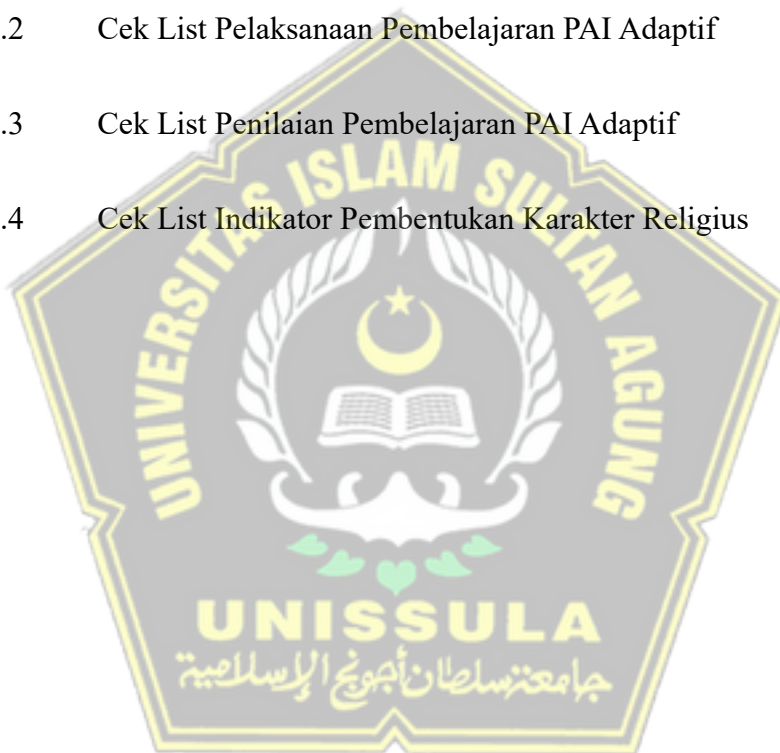 .2 Cek List Pelaksanaan Pembelajaran PAI Adaptif
.3 Cek List Penilaian Pembelajaran PAI Adaptif
.4 Cek List Indikator Pembentukan Karakter Religius
UNIVERSITAS ISLAM SULTAN AGUNG
UNISSULA
جامعة سلطان أجونج الإسلامية